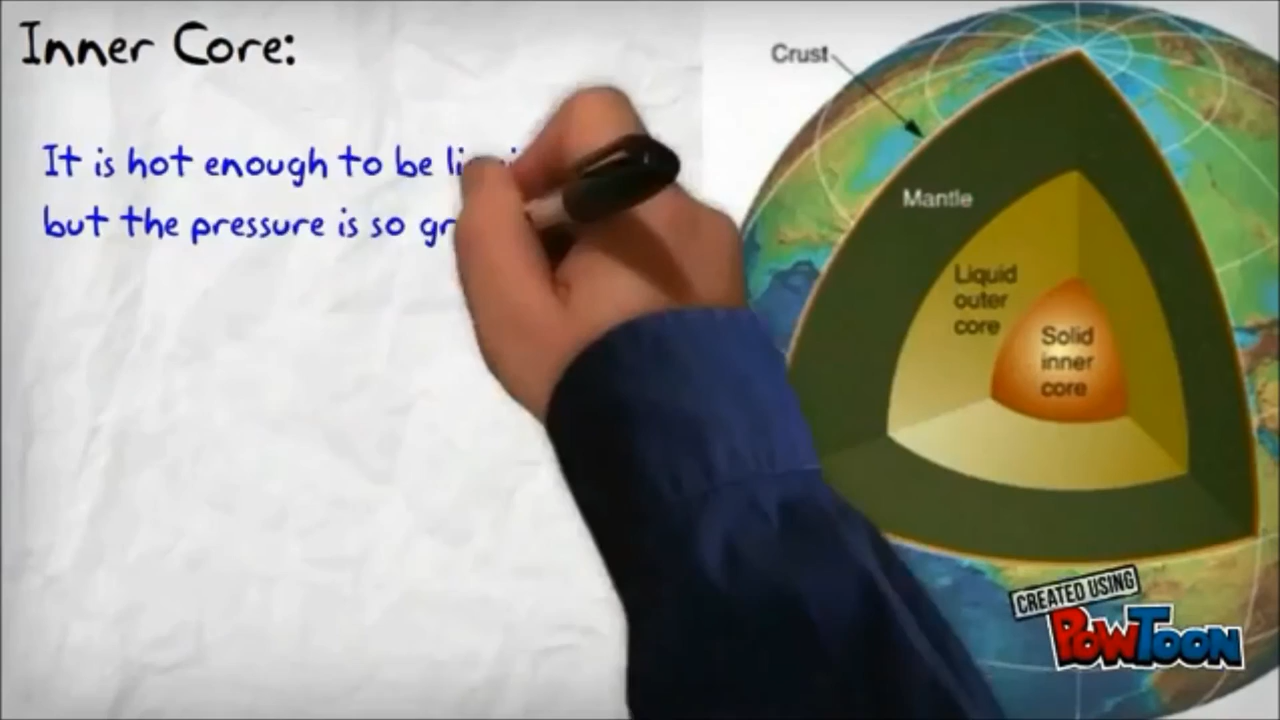 Inner Core:
It is hot enough to be
but the pressure is so
Crust
Mantle
Liquid
outer
core
Solid
inner
core
CREATED USING
PowToon